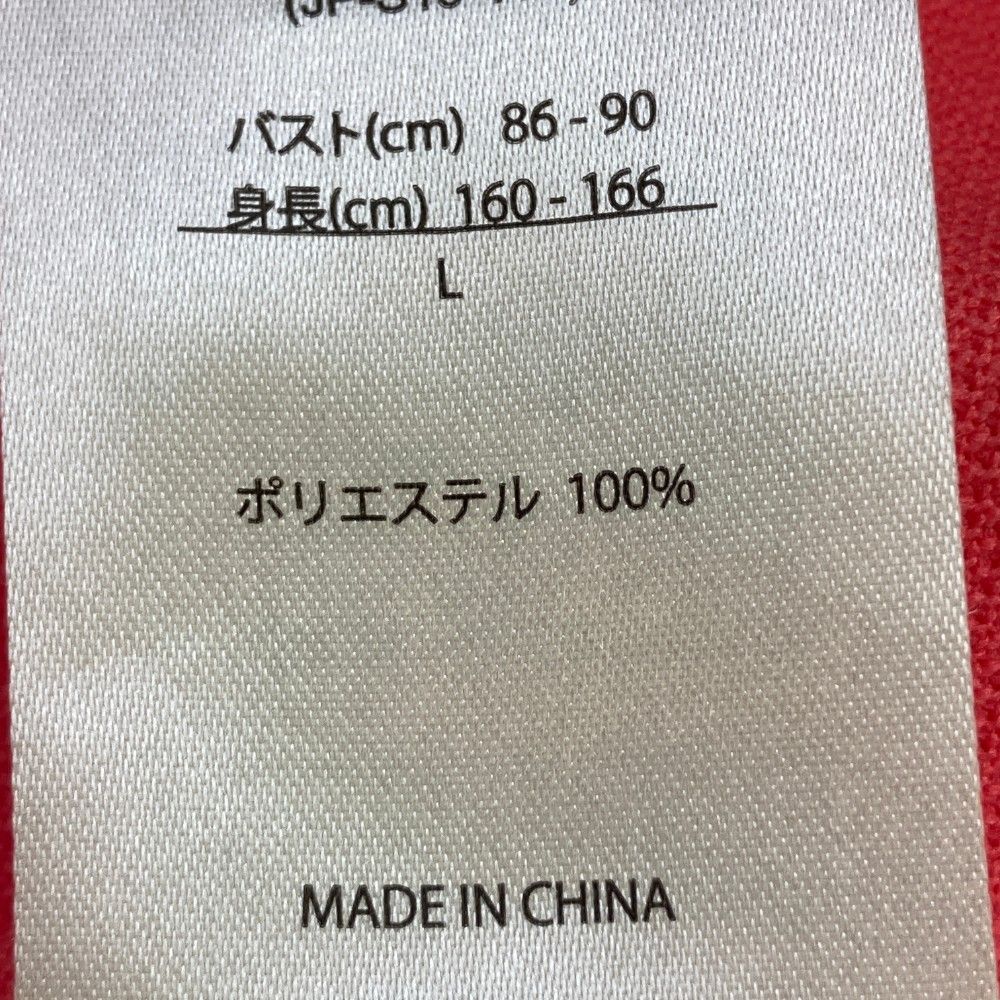 バスト(cm) 86 - 90
身長(cm) 160 - 166
L
ポリエステル 100%
MADE IN CHINA